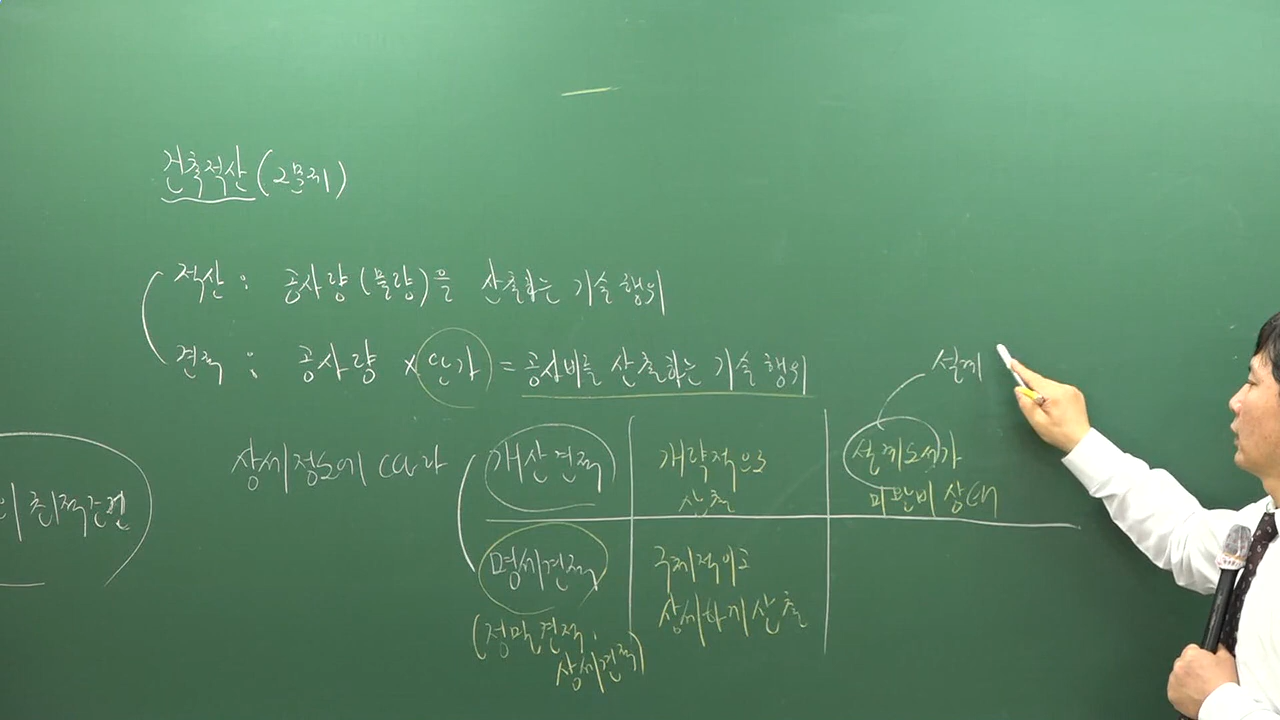 건축적산 (2문제)
적산 : 공사량 (물량)을 산출하는 기술 행위
견적 : 공사량 × 단가 = 공사비를 산출하는 기술 행위
설계
상세정도에 따라
개산견적
개략적으로
산출
설계도서가
미완비 상태
명세견적
구체적이고
상세하게 산출
(정밀견적,
상세견적)